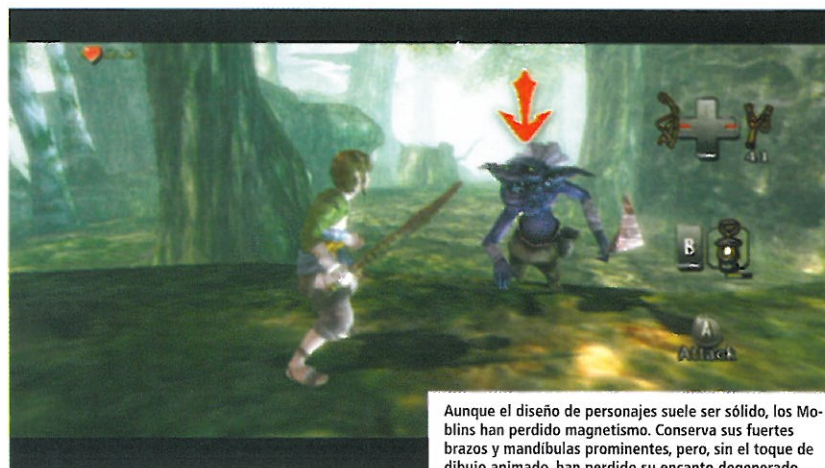 41
B
A
Attack
Aunque el diseño de personajes suele ser sólido, los Mo-
blins han perdido magnetismo. Conserva sus fuertes
brazos y mandíbulas prominentes, pero, sin el toque de
dibujo animado, han perdido su encanto degenerado